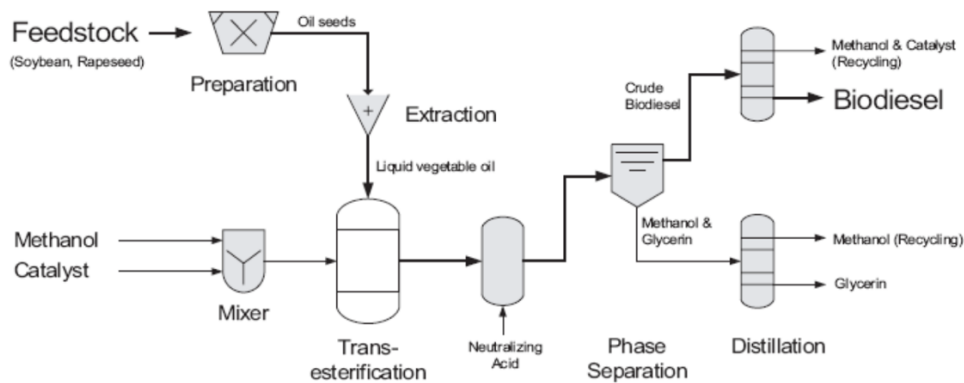 Feedstock
(Soybean, Rapeseed)
Oil seeds
Preparation
Extraction
Liquid vegetable oil
Methanol
Catalyst
Mixer
Trans-
esterification
Neutralizing
Acid
Crude
Biodiesel
Methanol &
Glycerin
Phase
Separation
Methanol & Catalyst
(Recycling)
Biodiesel
Methanol (Recycling)
Glycerin
Distillation